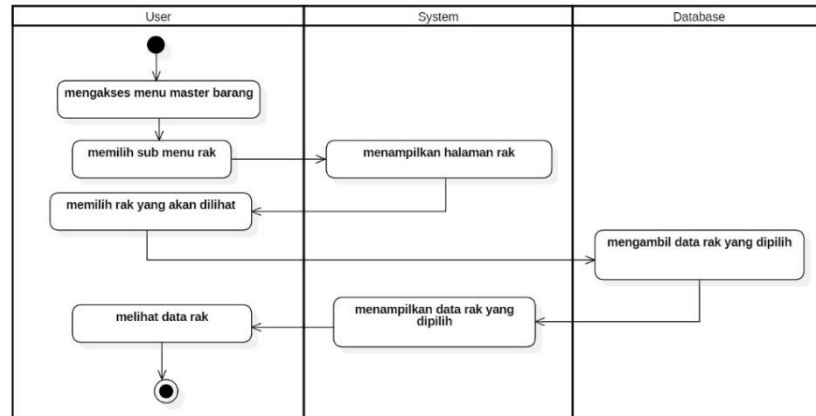 User
System
Database
mengakses menu master barang
memilih sub menu rak
menampilkan halaman rak
memilih rak yang akan dilihat
mengambil data rak yang dipilih
menampilkan data rak yang
dipilih
melihat data rak